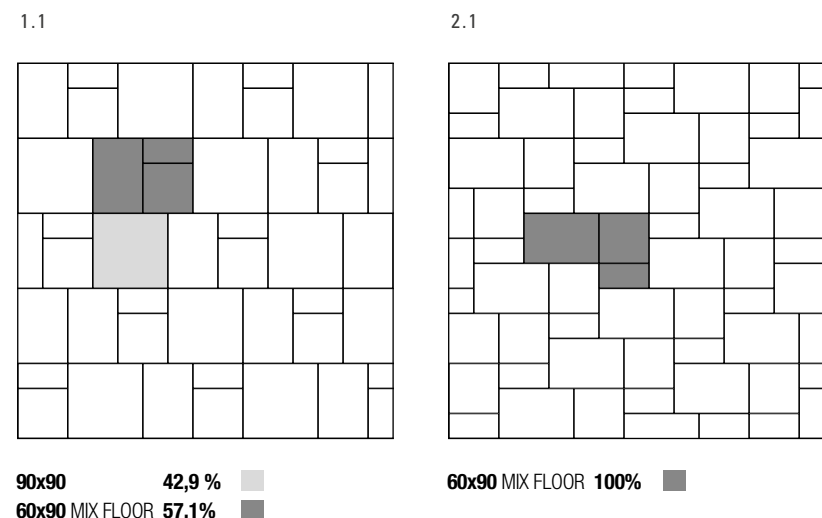 1.1
2.1
90x90 42,9 %
60x90 MIX FLOOR 57,1%
60x90 MIX FLOOR 100%